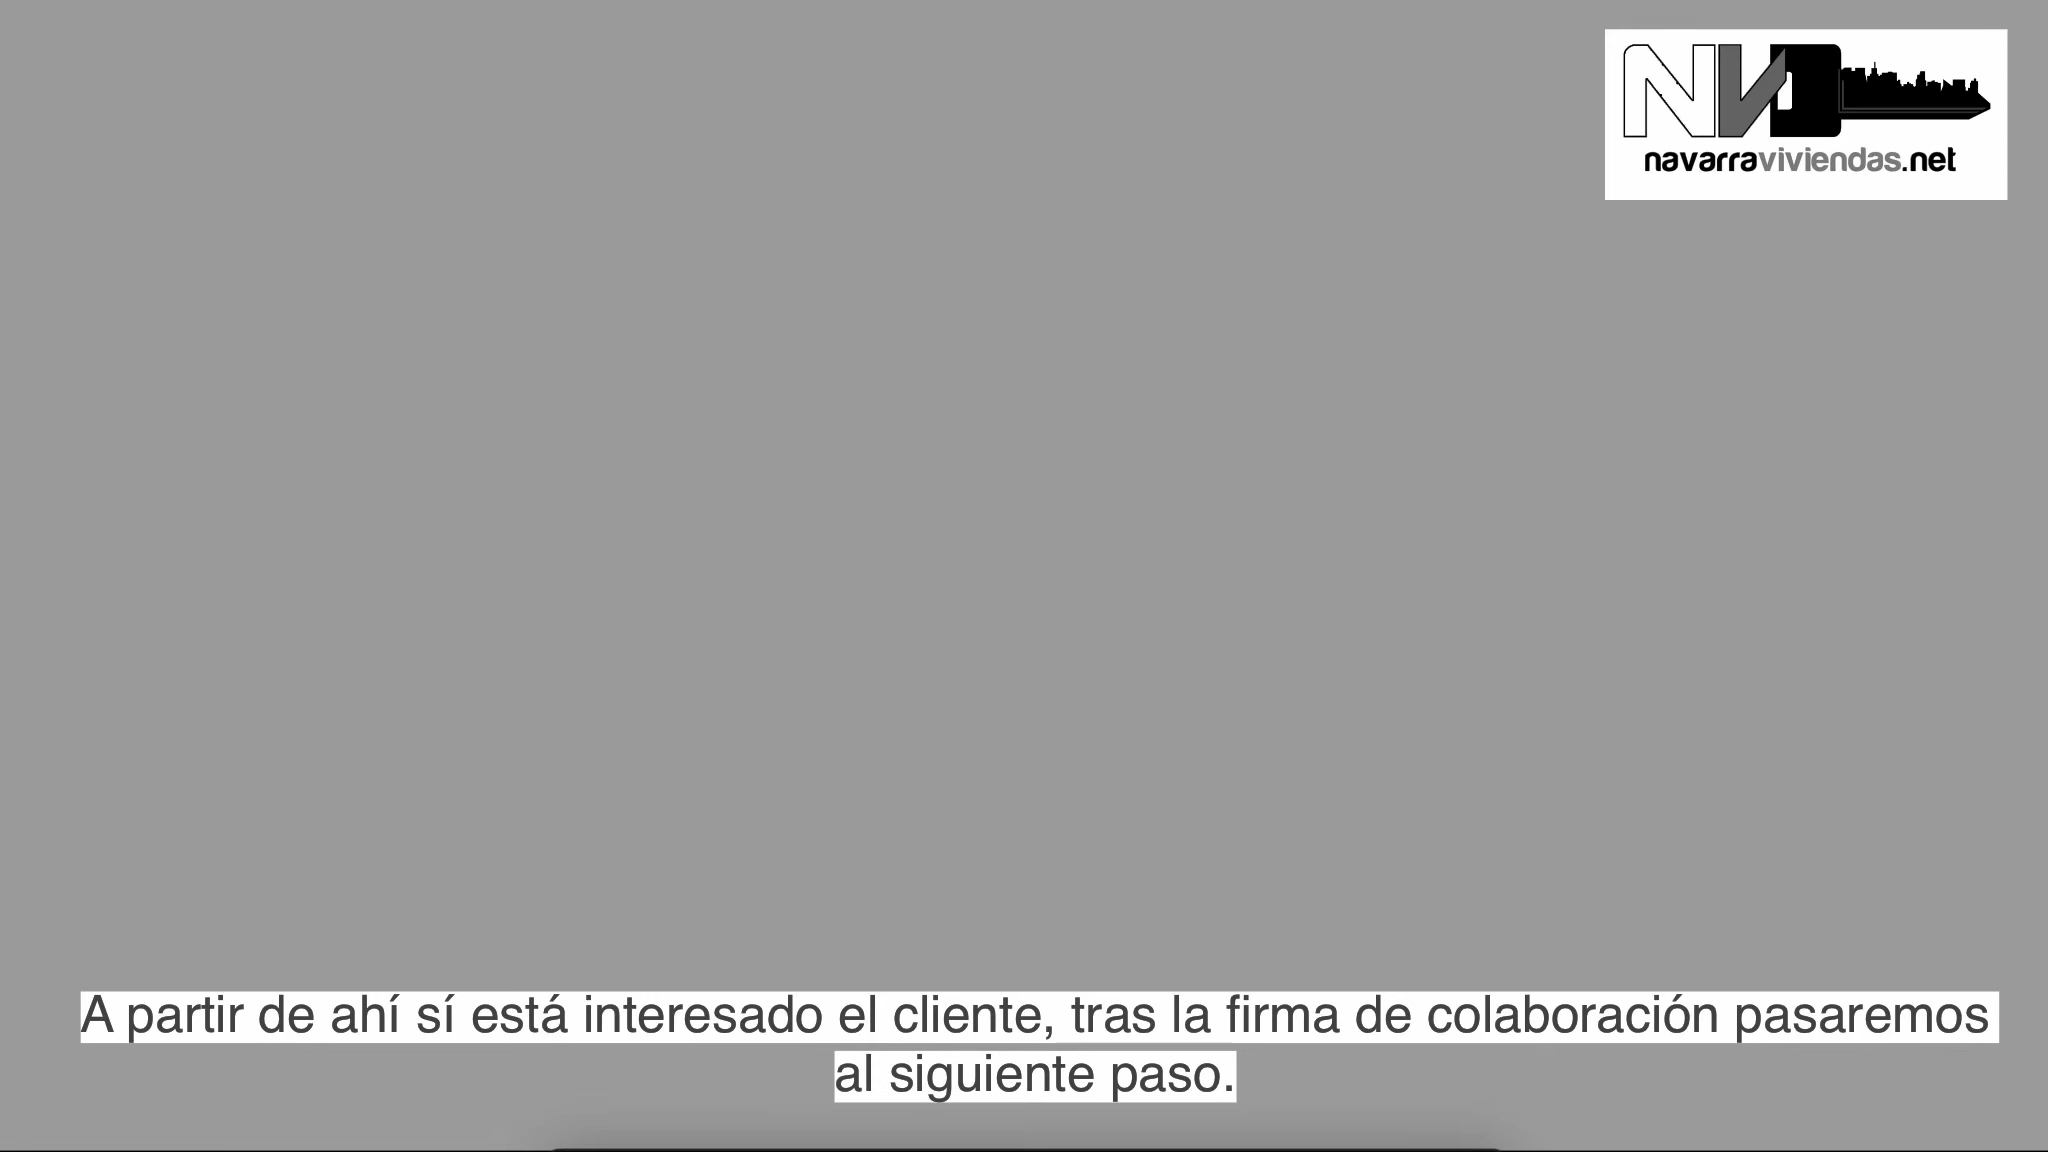 NV
navarraviviendas.net
A partir de ahí sí está interesado el cliente, tras la firma de colaboración pasaremos
al siguiente paso.